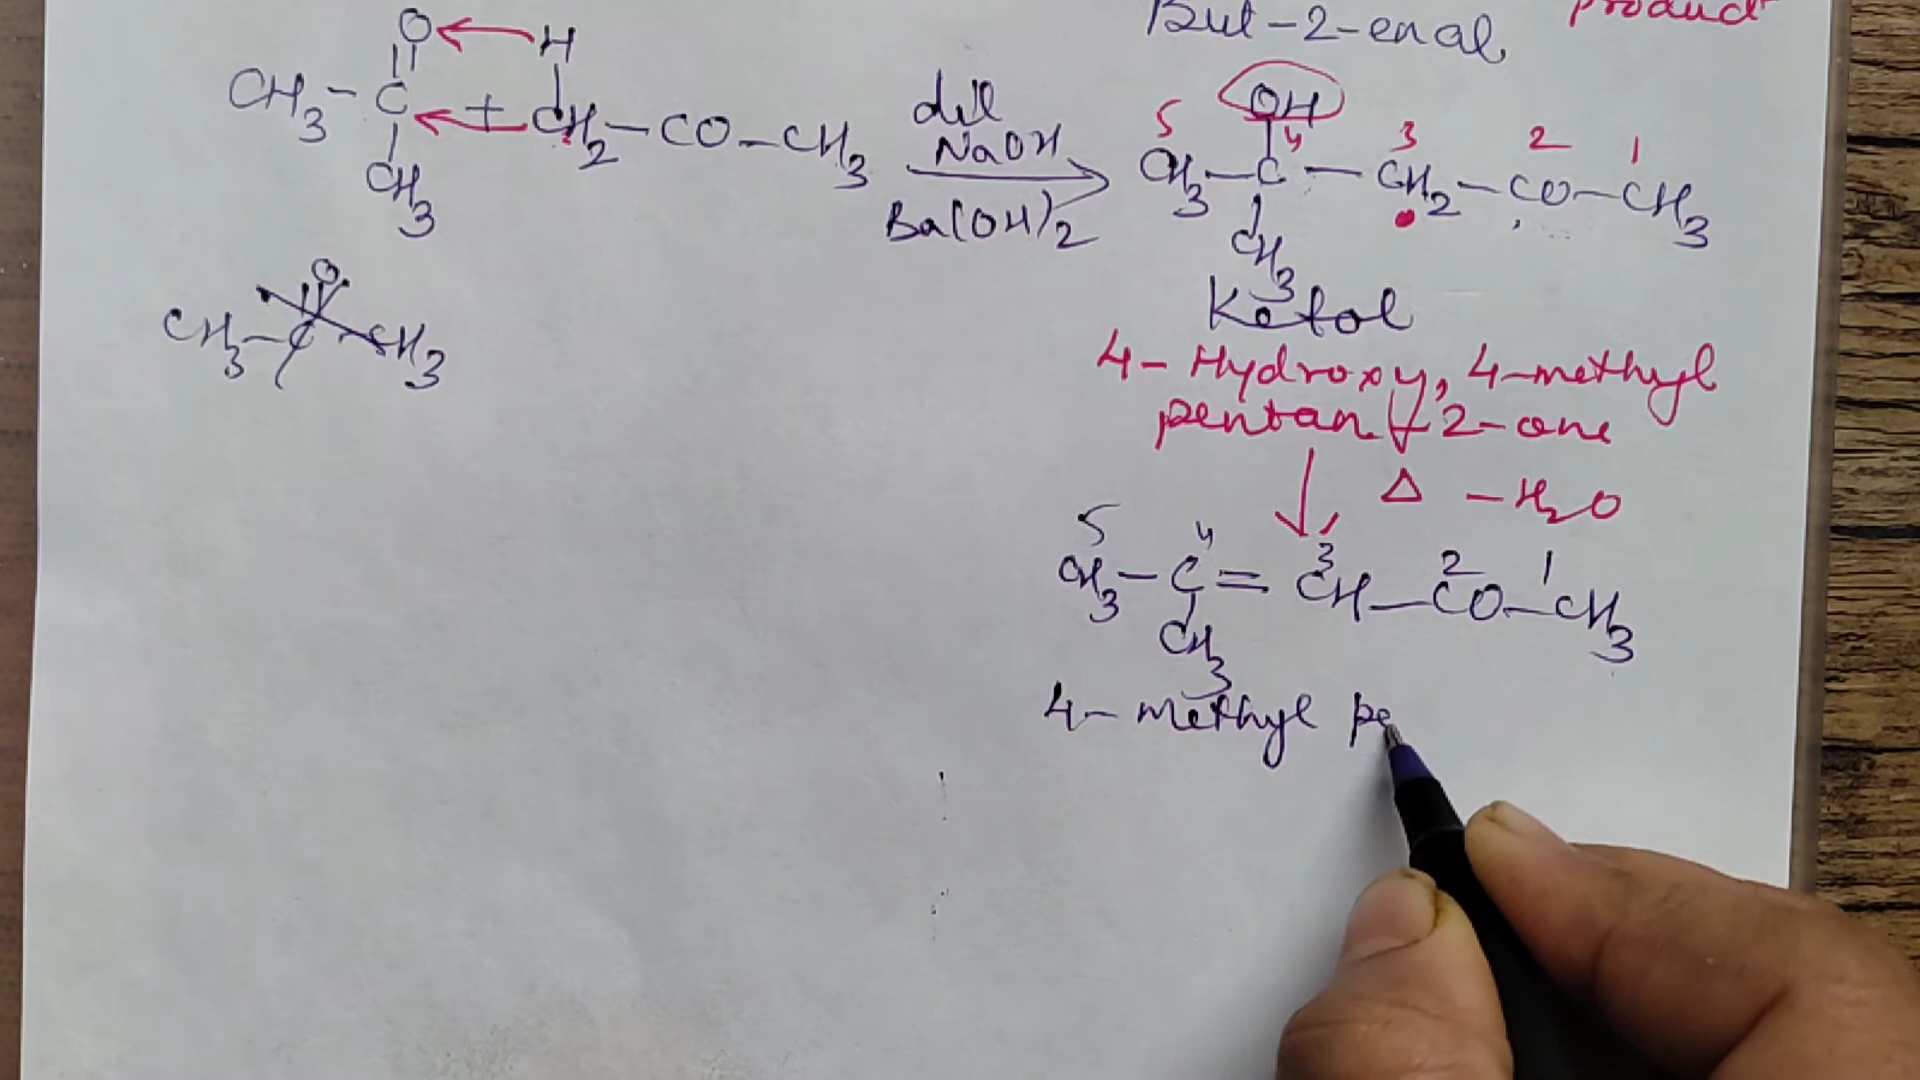 But-2-enal
product
O ← H
CH3-C + CH2-CO-CH3
CH3
dil
NaOH
Ba(OH)2
OH
5 4 3 2 1
CH3-C-CH2-CO-CH3
CH3
Ketol
4-Hydroxy, 4-methyl
pentan-2-one
Δ -H2O
5 4 3 2 1
CH3-C=CH-CO-CH3
CH3
4-methyl pe
O
CH3-C-CH3